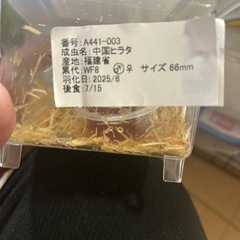 番号: A441-003
成虫名: 中国ヒラタ
産地: 福建省
累代: WF8 ♂♀ サイズ 66mm
羽化日: 2025/6
後食: 7/15